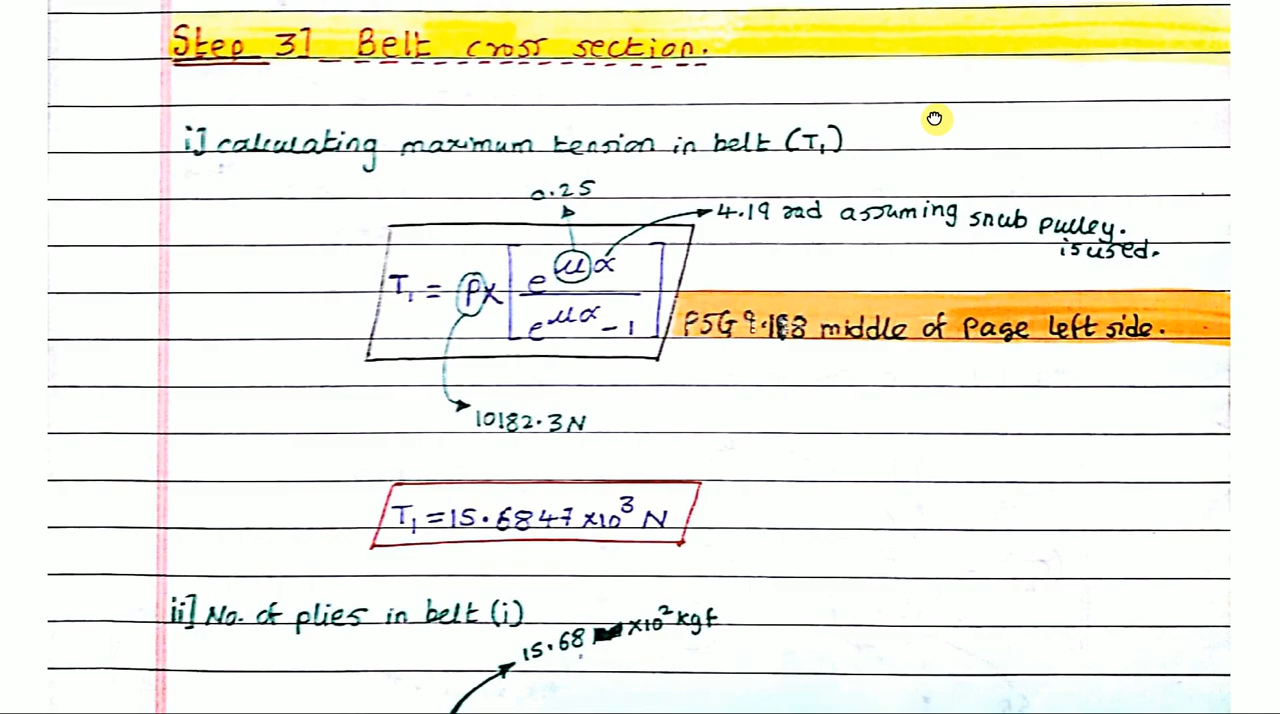 Step 3] Belt cross section.
i] calculating maximum tension in belt (T₁)
0.25
4.19 rad assuming snub pulley.
is used.
T₁ = P× [ e^μα / e^μα - 1 ]
PSG 9.188 middle of page left side.
10182.3 N
T₁ = 15.6847 ×10³ N
ii] No. of plies in belt (i)
15.68 ×10² kgf